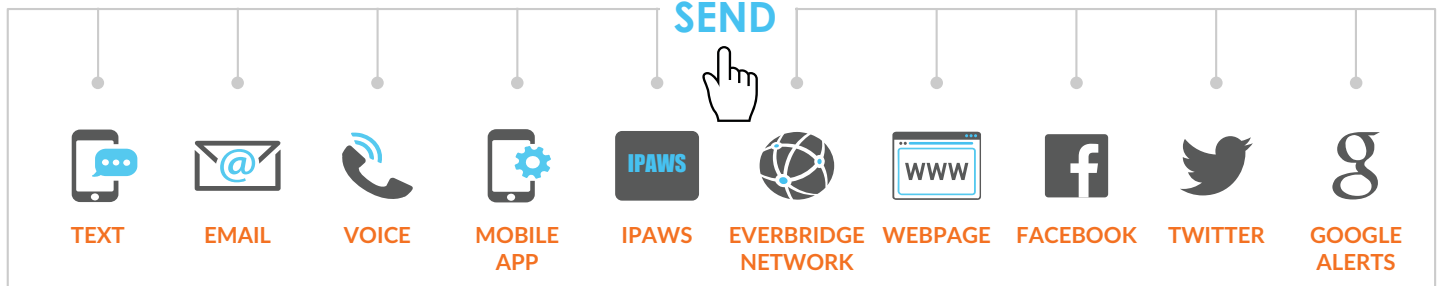 SEND
@
IPAWS
WWW
f
g
TEXT
EMAIL
VOICE
MOBILE
APP
IPAWS
EVERBRIDGE
NETWORK
WEBPAGE
FACEBOOK
TWITTER
GOOGLE
ALERTS